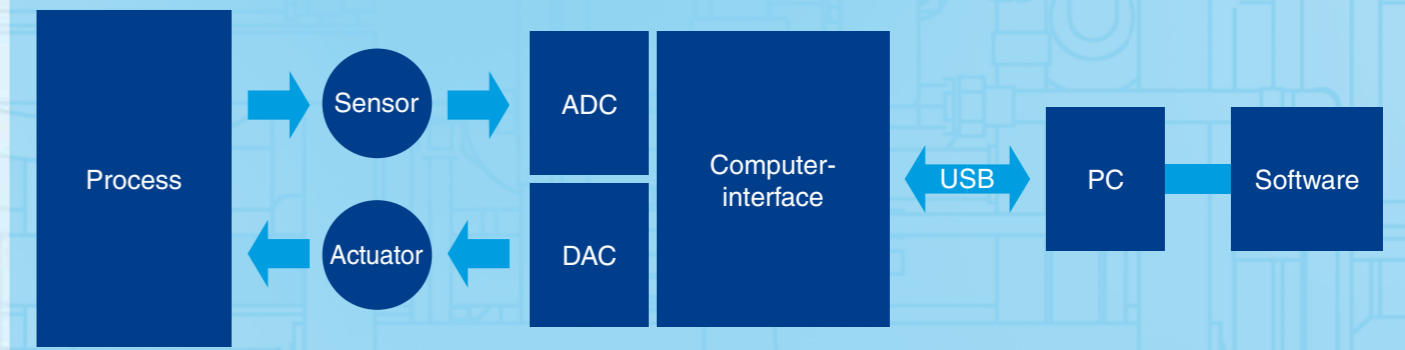 Process
Sensor
Actuator
ADC
DAC
Computer-
interface
USB
PC
Software